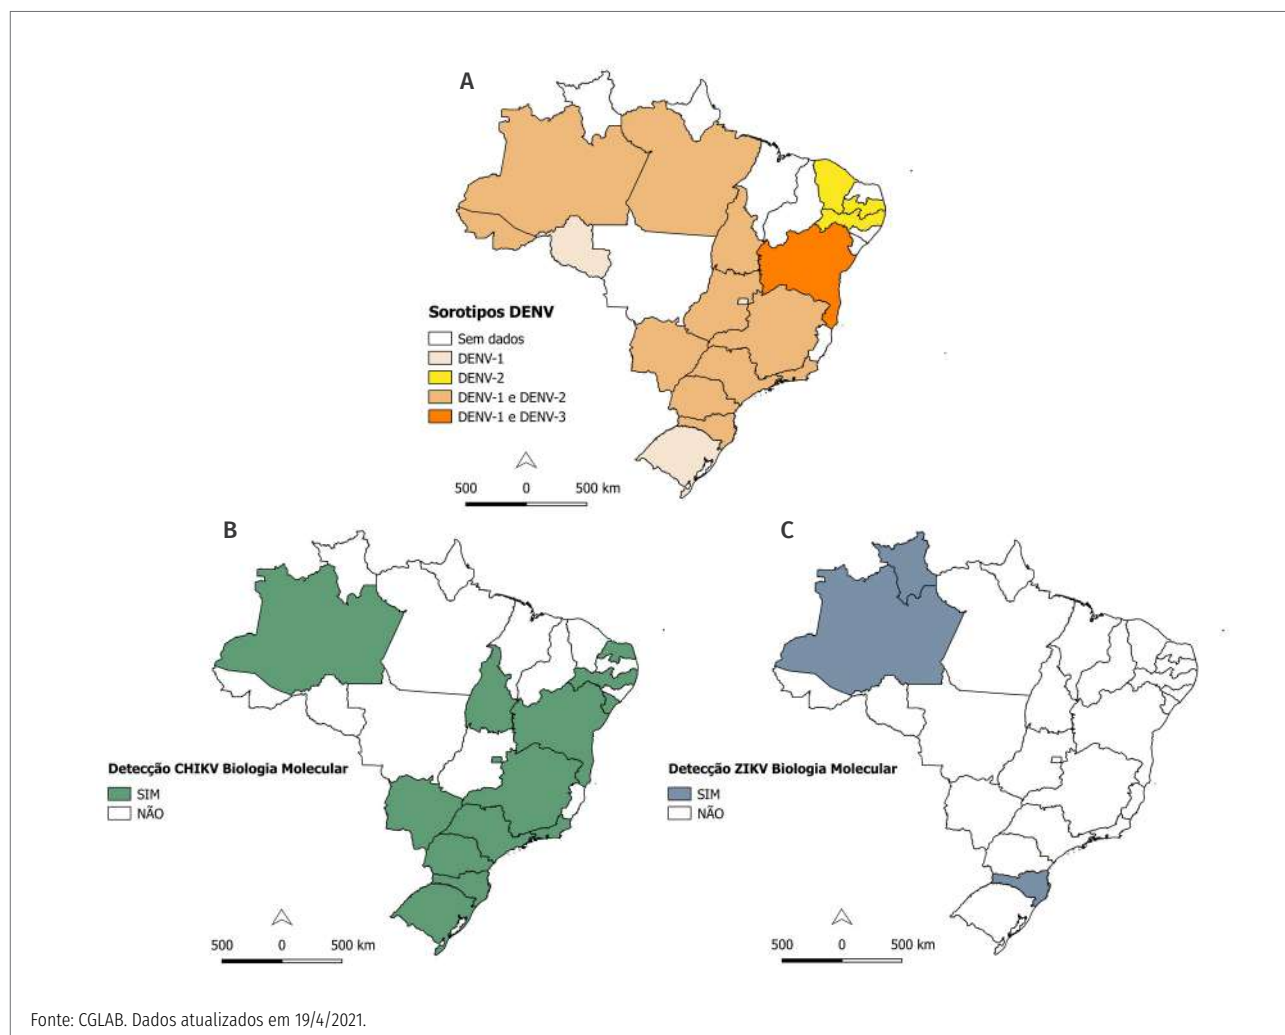 A
Sorotipos DENV
Sem dados
DENV-1
DENV-2
DENV-1 e DENV-2
DENV-1 e DENV-3
500 0 500 km
B
Detecção CHIKV Biologia Molecular
SIM
NÃO
500 0 500 km
C
Detecção ZIKV Biologia Molecular
SIM
NÃO
500 0 500 km
Fonte: CGLAB. Dados atualizados em 19/4/2021.